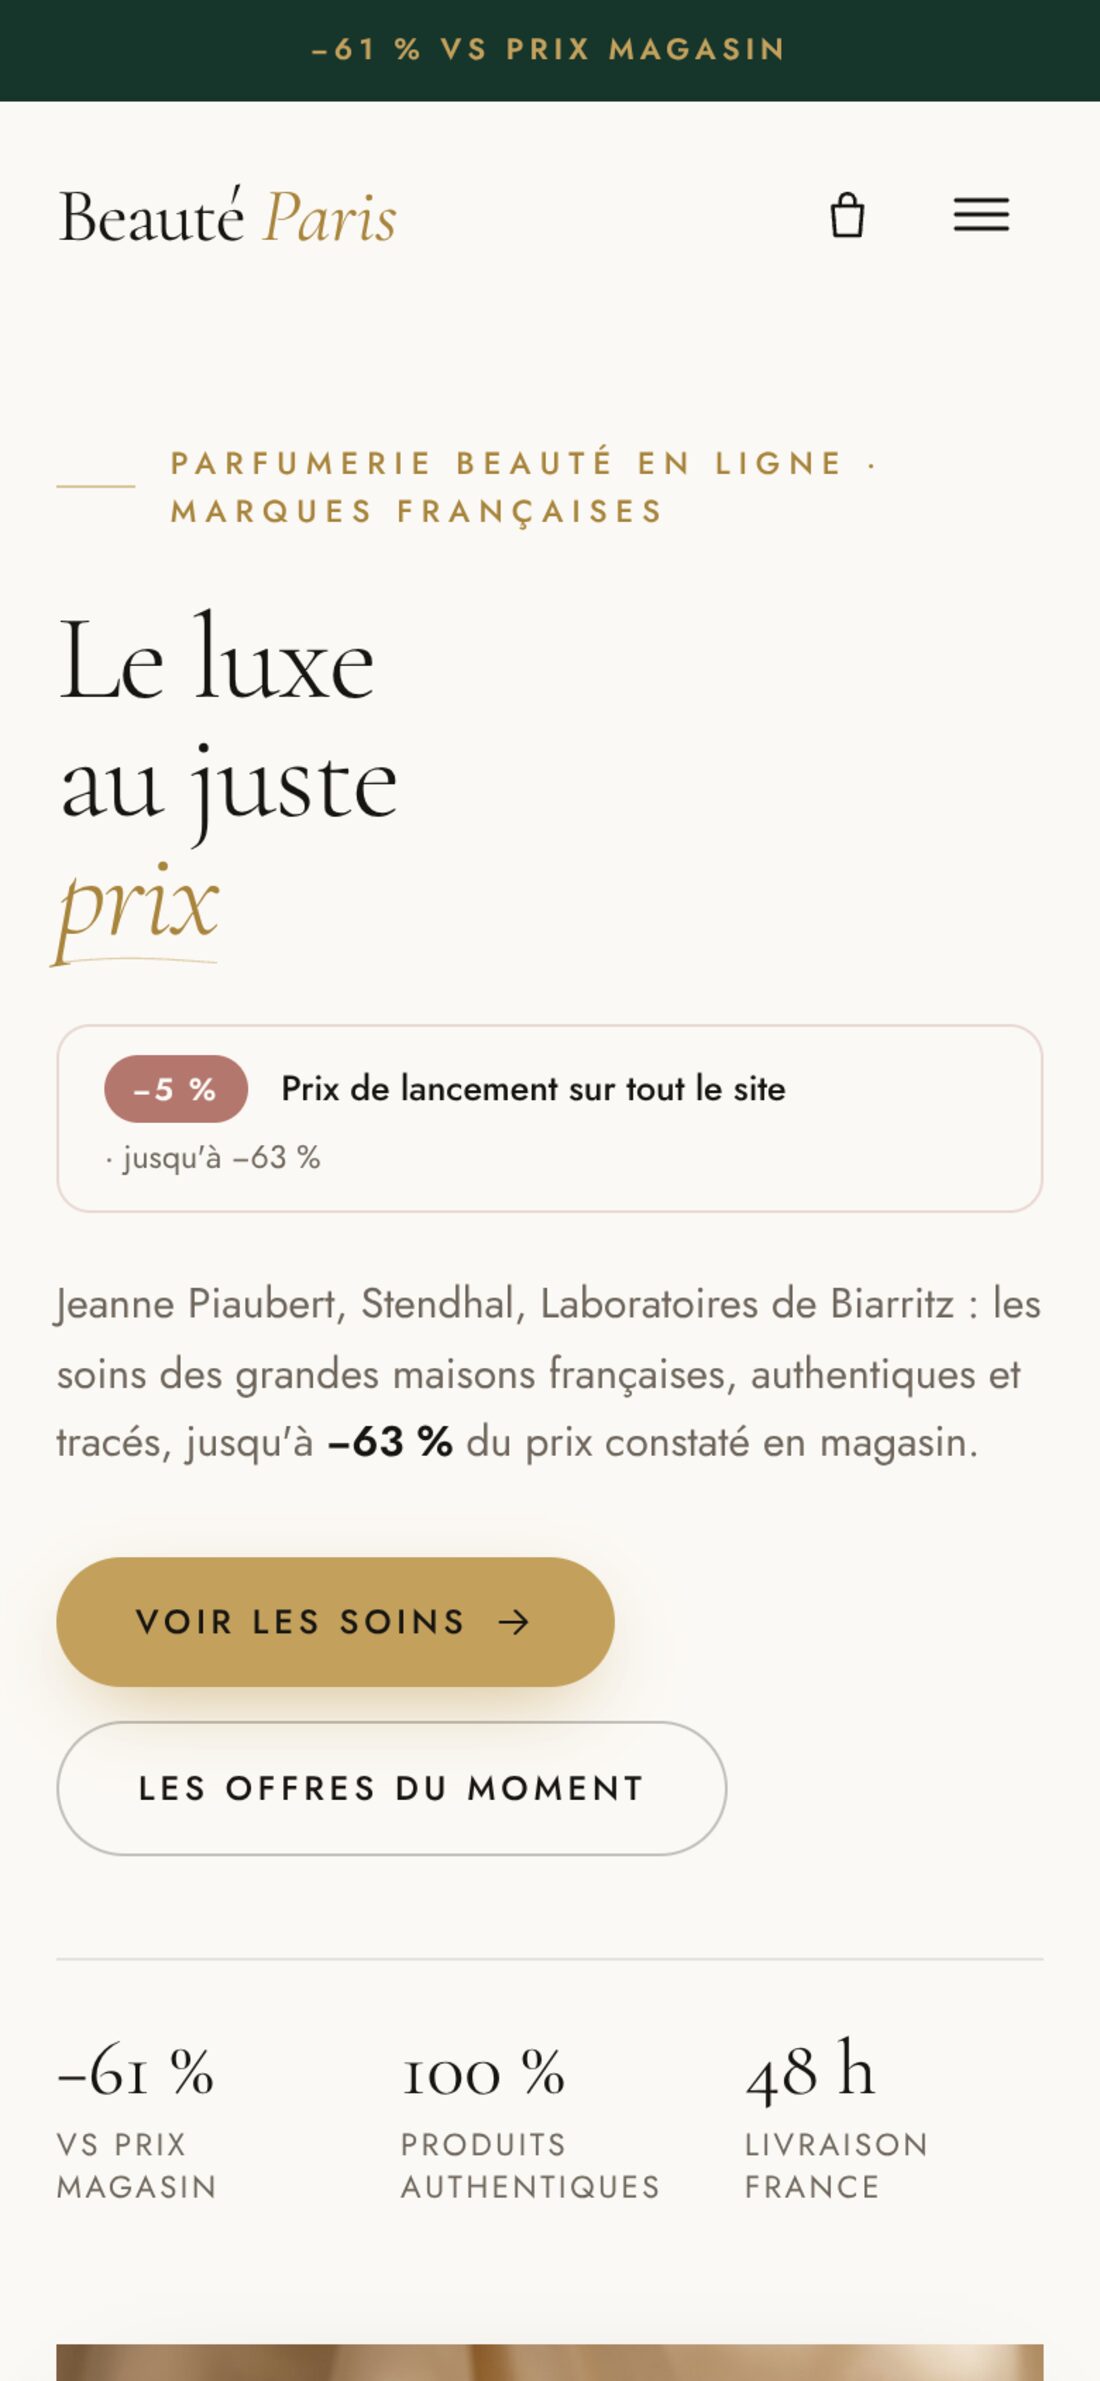 –61 % VS PRIX MAGASIN
Beauté Paris
PARFUMERIE BEAUTÉ EN LIGNE ·
MARQUES FRANÇAISES
Le luxe
au juste
prix
–5 % Prix de lancement sur tout le site
· jusqu'à –63 %
Jeanne Piaubert, Stendhal, Laboratoires de Biarritz : les
soins des grandes maisons françaises, authentiques et
tracés, jusqu'à –63 % du prix constaté en magasin.
VOIR LES SOINS →
LES OFFRES DU MOMENT
–61 %
VS PRIX
MAGASIN
100 %
PRODUITS
AUTHENTIQUES
48 h
LIVRAISON
FRANCE